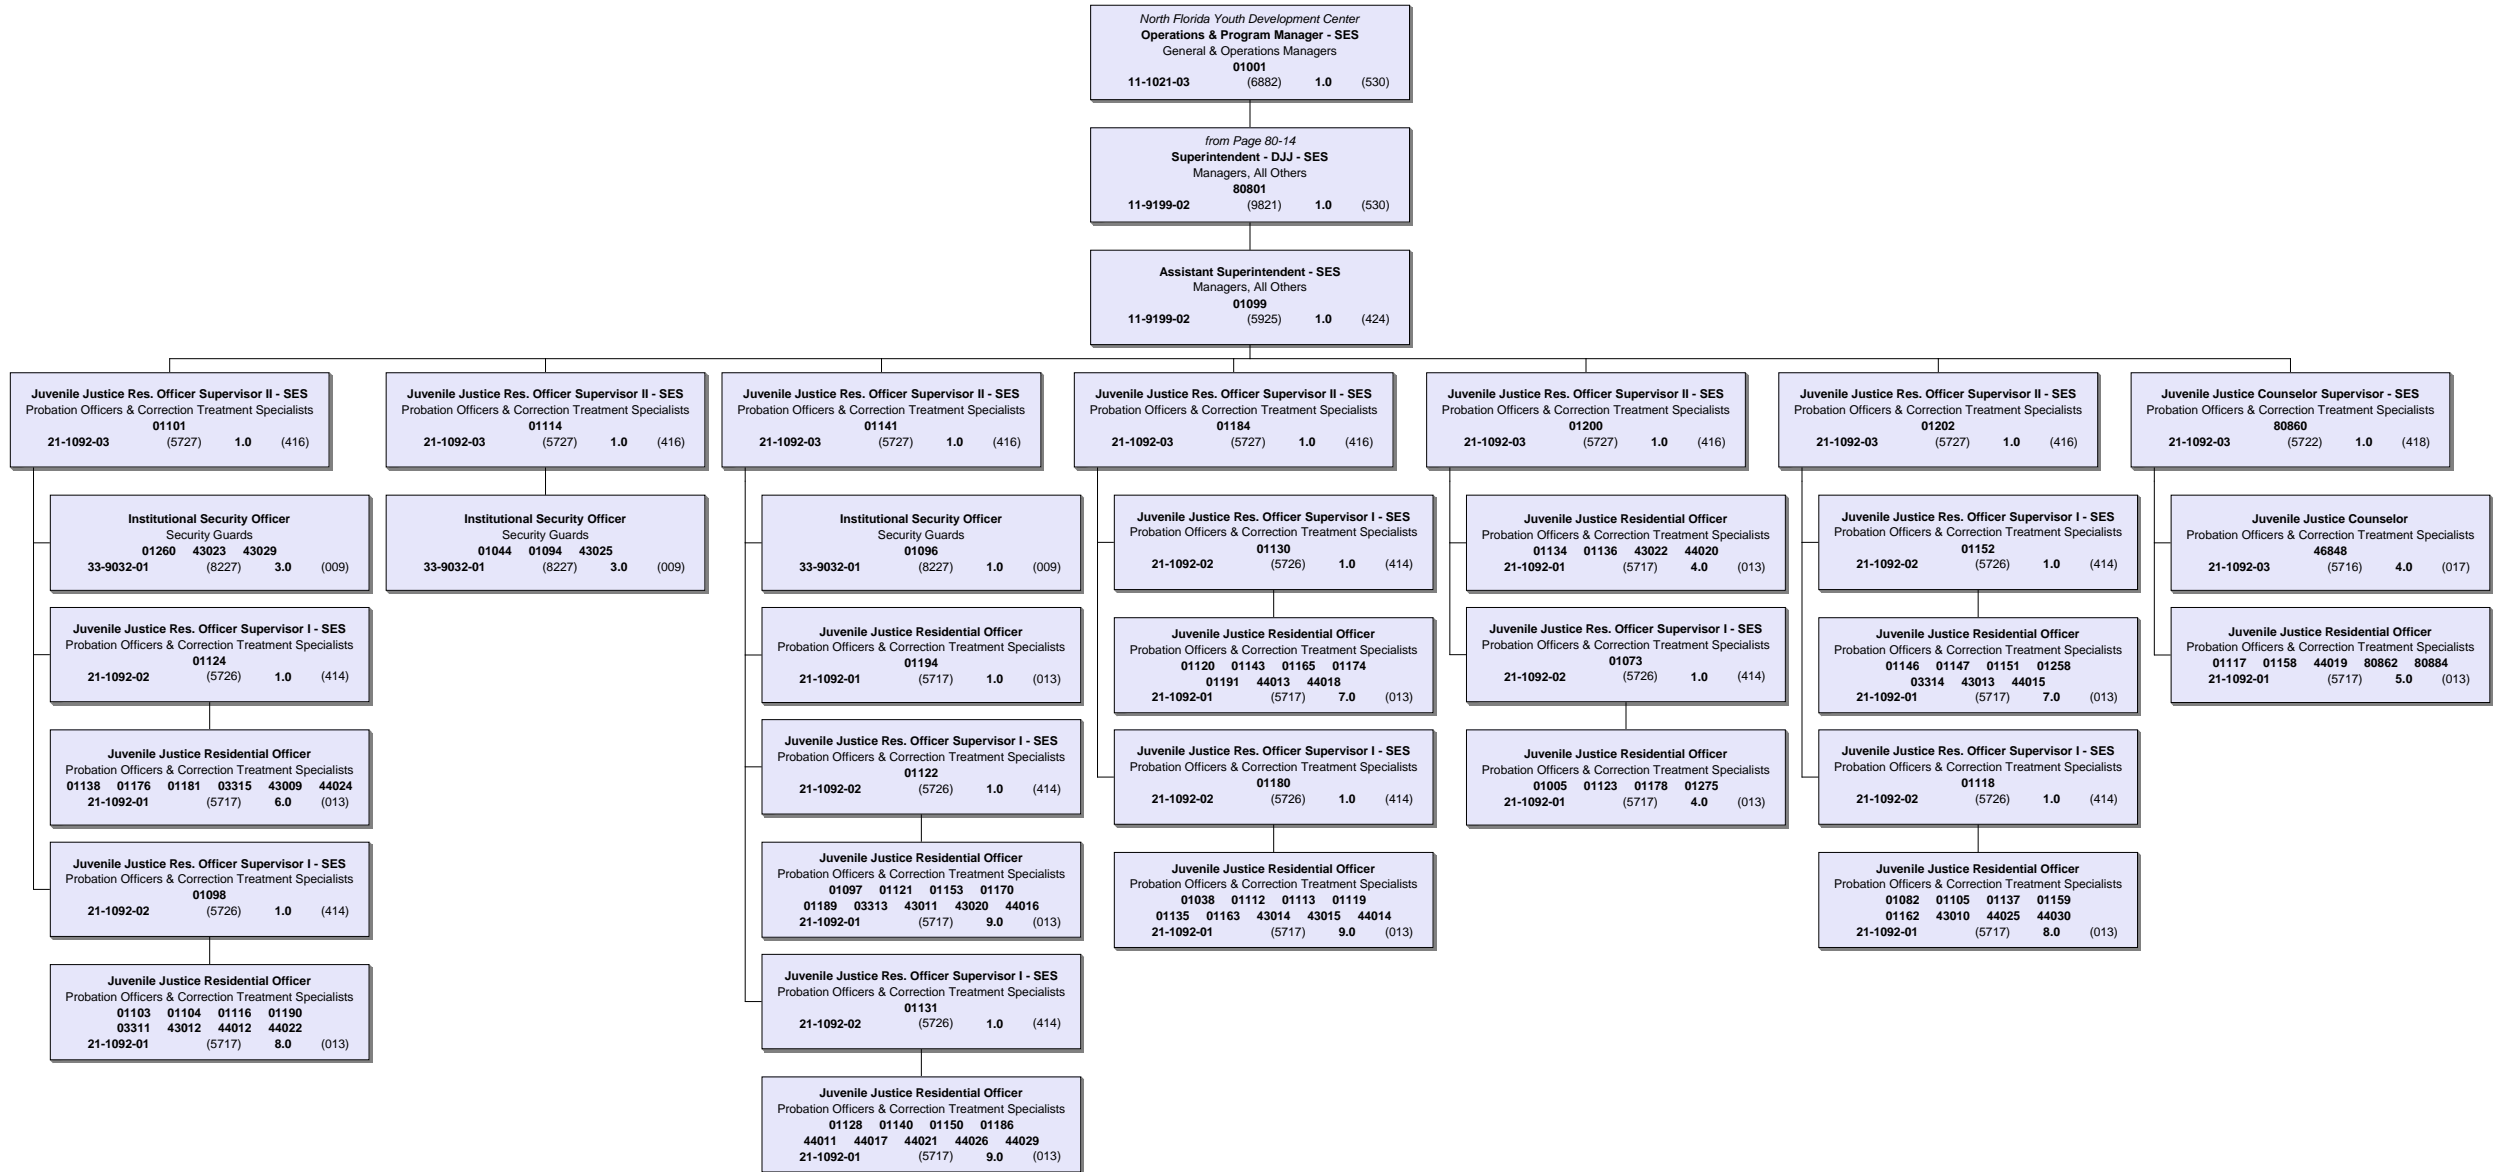 North Florida Youth Development Center
Operations & Program Manager - SES
General & Operations Managers
01001
11-1021-03 (6882) 1.0 (530)
from Page 80-14
Superintendent - DJJ - SES
Managers, All Others
80801
11-9199-02 (9821) 1.0 (530)
Assistant Superintendent - SES
Managers, All Others
01099
11-9199-02 (5925) 1.0 (424)
Juvenile Justice Res. Officer Supervisor II - SES
Probation Officers & Correction Treatment Specialists
01101
21-1092-03 (5727) 1.0 (416)
Institutional Security Officer
Security Guards
01260 43023 43029
33-9032-01 (8227) 3.0 (009)
Juvenile Justice Res. Officer Supervisor I - SES
Probation Officers & Correction Treatment Specialists
01124
21-1092-02 (5726) 1.0 (414)
Juvenile Justice Residential Officer
Probation Officers & Correction Treatment Specialists
01138 01176 01181 03315 43009 44024
21-1092-01 (5717) 6.0 (013)
Juvenile Justice Res. Officer Supervisor I - SES
Probation Officers & Correction Treatment Specialists
01098
21-1092-02 (5726) 1.0 (414)
Juvenile Justice Residential Officer
Probation Officers & Correction Treatment Specialists
01103 01104 01116 01190
03311 43012 44012 44022
21-1092-01 (5717) 8.0 (013)
Juvenile Justice Res. Officer Supervisor II - SES
Probation Officers & Correction Treatment Specialists
01114
21-1092-03 (5727) 1.0 (416)
Institutional Security Officer
Security Guards
01044 01094 43025
33-9032-01 (8227) 3.0 (009)
Juvenile Justice Res. Officer Supervisor II - SES
Probation Officers & Correction Treatment Specialists
01141
21-1092-03 (5727) 1.0 (416)
Institutional Security Officer
Security Guards
01096
33-9032-01 (8227) 1.0 (009)
Juvenile Justice Residential Officer
Probation Officers & Correction Treatment Specialists
01194
21-1092-01 (5717) 1.0 (013)
Juvenile Justice Res. Officer Supervisor I - SES
Probation Officers & Correction Treatment Specialists
01122
21-1092-02 (5726) 1.0 (414)
Juvenile Justice Residential Officer
Probation Officers & Correction Treatment Specialists
01097 01121 01153 01170
01189 03313 43011 43020 44016
21-1092-01 (5717) 9.0 (013)
Juvenile Justice Res. Officer Supervisor I - SES
Probation Officers & Correction Treatment Specialists
01131
21-1092-02 (5726) 1.0 (414)
Juvenile Justice Residential Officer
Probation Officers & Correction Treatment Specialists
01128 01140 01150 01186
44011 44017 44021 44026 44029
21-1092-01 (5717) 9.0 (013)
Juvenile Justice Res. Officer Supervisor II - SES
Probation Officers & Correction Treatment Specialists
01184
21-1092-03 (5727) 1.0 (416)
Juvenile Justice Res. Officer Supervisor I - SES
Probation Officers & Correction Treatment Specialists
01130
21-1092-02 (5726) 1.0 (414)
Juvenile Justice Residential Officer
Probation Officers & Correction Treatment Specialists
01120 01143 01165 01174
01191 44013 44018
21-1092-01 (5717) 7.0 (013)
Juvenile Justice Res. Officer Supervisor I - SES
Probation Officers & Correction Treatment Specialists
01180
21-1092-02 (5726) 1.0 (414)
Juvenile Justice Residential Officer
Probation Officers & Correction Treatment Specialists
01038 01112 01113 01119
01135 01163 43014 43015 44014
21-1092-01 (5717) 9.0 (013)
Juvenile Justice Res. Officer Supervisor II - SES
Probation Officers & Correction Treatment Specialists
01200
21-1092-03 (5727) 1.0 (416)
Juvenile Justice Residential Officer
Probation Officers & Correction Treatment Specialists
01134 01136 43022 44020
21-1092-01 (5717) 4.0 (013)
Juvenile Justice Res. Officer Supervisor I - SES
Probation Officers & Correction Treatment Specialists
01073
21-1092-02 (5726) 1.0 (414)
Juvenile Justice Residential Officer
Probation Officers & Correction Treatment Specialists
01005 01123 01178 01275
21-1092-01 (5717) 4.0 (013)
Juvenile Justice Res. Officer Supervisor II - SES
Probation Officers & Correction Treatment Specialists
01202
21-1092-03 (5727) 1.0 (416)
Juvenile Justice Res. Officer Supervisor I - SES
Probation Officers & Correction Treatment Specialists
01152
21-1092-02 (5726) 1.0 (414)
Juvenile Justice Residential Officer
Probation Officers & Correction Treatment Specialists
01146 01147 01151 01258
03314 43013 44015
21-1092-01 (5717) 7.0 (013)
Juvenile Justice Res. Officer Supervisor I - SES
Probation Officers & Correction Treatment Specialists
01118
21-1092-02 (5726) 1.0 (414)
Juvenile Justice Residential Officer
Probation Officers & Correction Treatment Specialists
01082 01105 01137 01159
01162 43010 44025 44030
21-1092-01 (5717) 8.0 (013)
Juvenile Justice Counselor Supervisor - SES
Probation Officers & Correction Treatment Specialists
80860
21-1092-03 (5722) 1.0 (418)
Juvenile Justice Counselor
Probation Officers & Correction Treatment Specialists
46848
21-1092-03 (5716) 4.0 (017)
Juvenile Justice Residential Officer
Probation Officers & Correction Treatment Specialists
01117 01158 44019 80862 80884
21-1092-01 (5717) 5.0 (013)